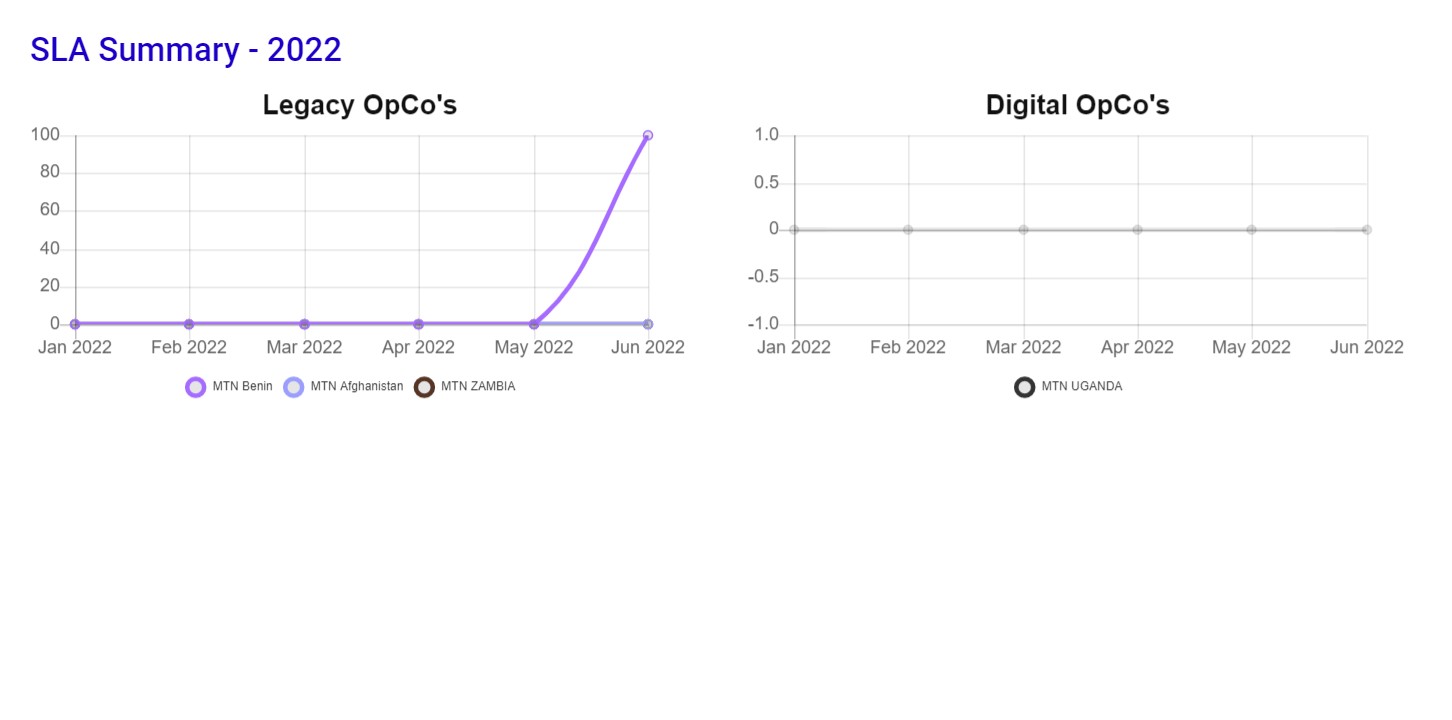 SLA Summary - 2022
Legacy OpCo's
100
80
60
40
20
0
Jan 2022 Feb 2022 Mar 2022 Apr 2022 May 2022 Jun 2022
MTN Benin MTN Afghanistan MTN ZAMBIA
Digital OpCo's
1.0
0.5
0
-0.5
-1.0
Jan 2022 Feb 2022 Mar 2022 Apr 2022 May 2022 Jun 2022
MTN UGANDA